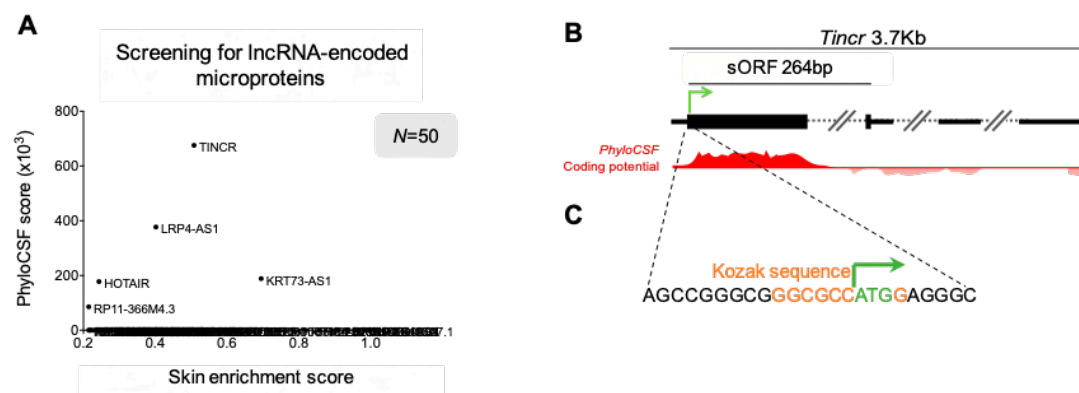 A
Screening for lncRNA-encoded
microproteins
N=50
PhyloCSF score (x10³)
800
600
400
200
0
TINCR
LRP4-AS1
HOTAIR
KRT73-AS1
RP11-366M4.3
0.2
0.4
0.6
0.8
1.0
Skin enrichment score
B
Tincr 3.7Kb
sORF 264bp
PhyloCSF
Coding potential
C
Kozak sequence
AGCCGGGCGGGCGCCATGGAGGGC